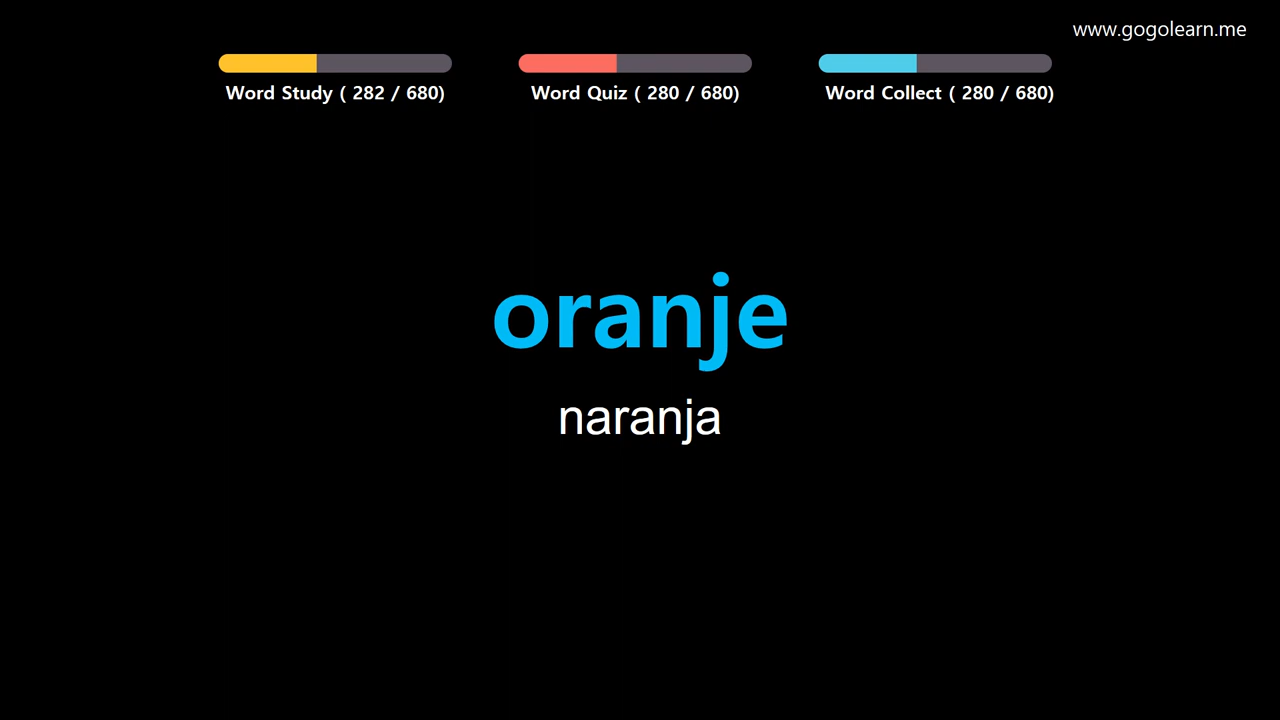 www.gogolearn.me
Word Study ( 282 / 680)
Word Quiz ( 280 / 680)
Word Collect ( 280 / 680)
oranje
naranja